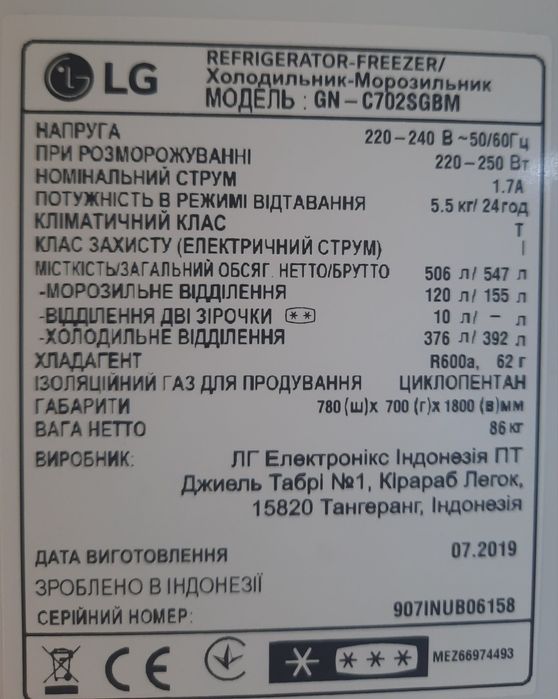 LG
REFRIGERATOR-FREEZER/
Холодильник-Морозильник
МОДЕЛЬ : GN – C702SGBM
НАПРУГА 220–240 В ~50/60Гц
ПРИ РОЗМОРОЖУВАННІ 220–250 Вт
НОМІНАЛЬНИЙ СТРУМ 1.7А
ПОТУЖНІСТЬ В РЕЖИМІ ВІДТАВАННЯ 5.5 кг/ 24год
КЛІМАТИЧНИЙ КЛАС Т
КЛАС ЗАХИСТУ (ЕЛЕКТРИЧНИЙ СТРУМ) I
МІСТКІСТЬ/ЗАГАЛЬНИЙ ОБСЯГ НЕТТО/БРУТТО 506 л/ 547 л
-МОРОЗИЛЬНЕ ВІДДІЛЕННЯ 120 л/ 155 л
-ВІДДІЛЕННЯ ДВІ ЗІРОЧКИ 10 л/ – л
-ХОЛОДИЛЬНЕ ВІДДІЛЕННЯ 376 л/ 392 л
ХЛАДАГЕНТ R600a, 62 г
ІЗОЛЯЦІЙНИЙ ГАЗ ДЛЯ ПРОДУВАННЯ ЦИКЛОПЕНТАН
ГАБАРИТИ 780 (ш)х 700 (г)х 1800 (в)мм
ВАГА НЕТТО 86 кг
ВИРОБНИК: ЛГ Електронікс Індонезія ПТ
Джиель Табрі №1, Кірараб Легок,
15820 Тангеранг, Індонезія
ДАТА ВИГОТОВЛЕННЯ 07.2019
ЗРОБЛЕНО В ІНДОНЕЗІЇ
СЕРІЙНИЙ НОМЕР: 907INUB06158
CE MEZ66974493